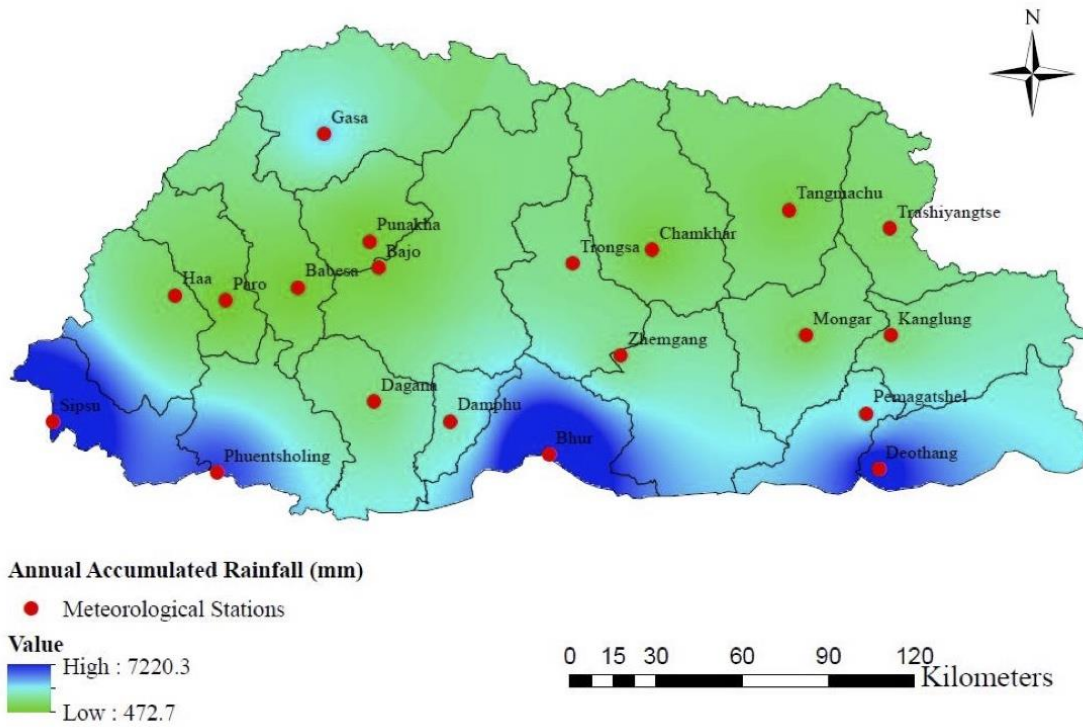 N
Gasa
Tangmachu
Trashiyangtse
Punakha
Chamkhar
Bajo
Trongsa
Haa
Paro
Babesa
Mongar
Kanglung
Zhemgang
Dagana
Sipsu
Damphu
Pemagatshel
Bhur
Phuentsholing
Deothang
Annual Accumulated Rainfall (mm)
Meteorological Stations
Value
High : 7220.3
Low : 472.7
0 15 30 60 90 120
Kilometers